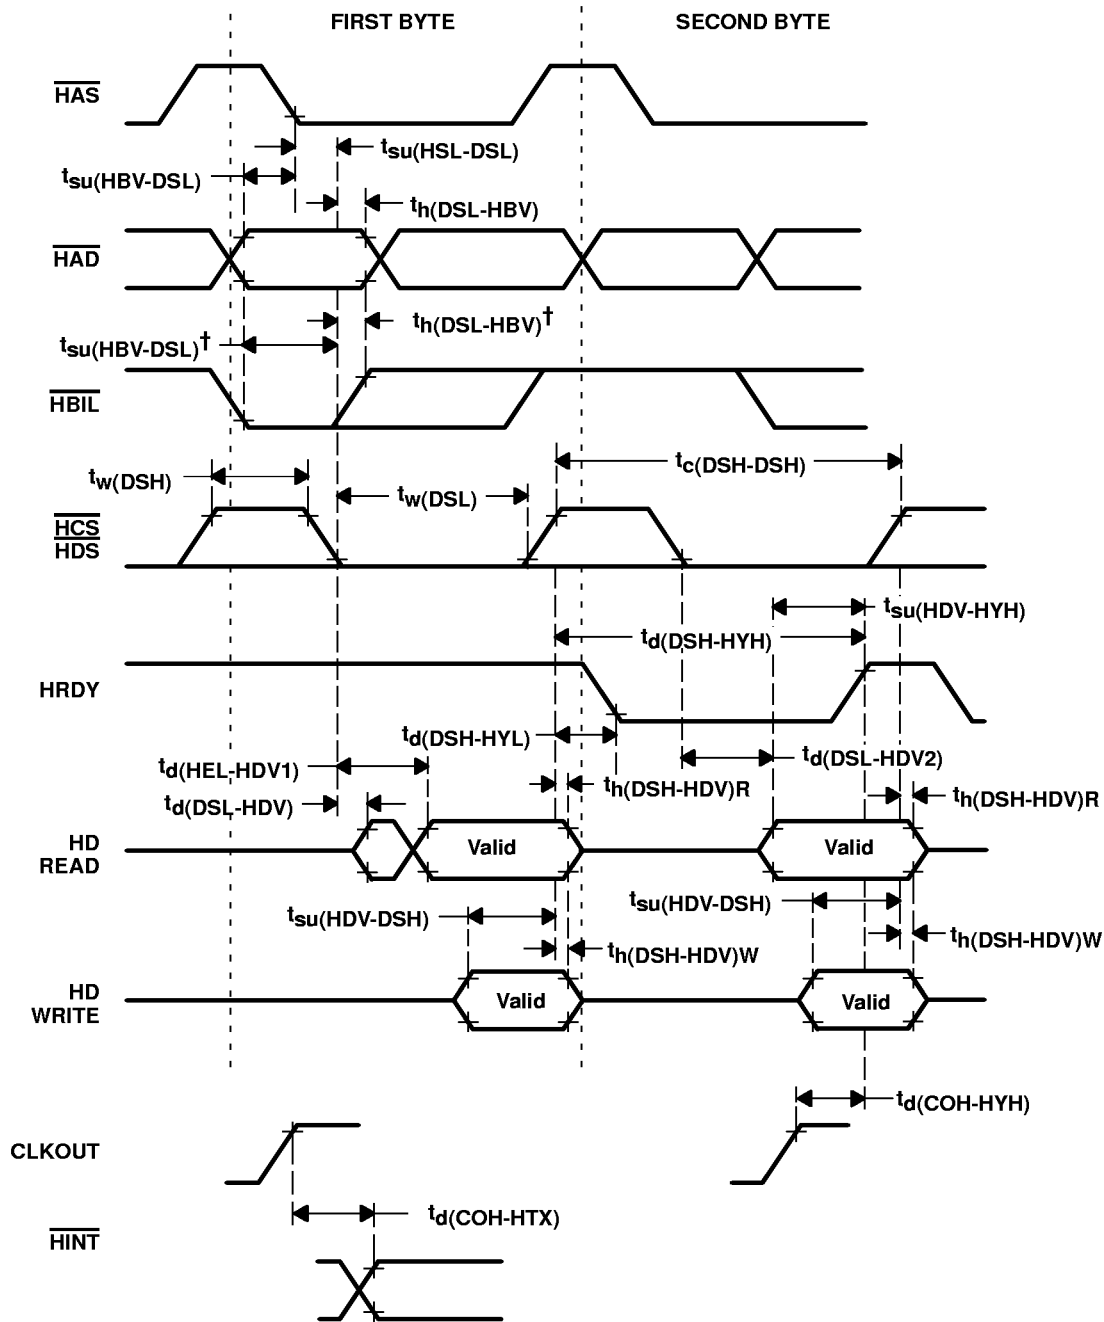 FIRST BYTE SECOND BYTE
HAS
tsu(HSL-DSL)
tsu(HBV-DSL)
th(DSL-HBV)
HAD
th(DSL-HBV)†
tsu(HBV-DSL)†
HBIL
tc(DSH-DSH)
tw(DSH)
tw(DSL)
HCS
HDS
tsu(HDV-HYH)
td(DSH-HYH)
HRDY
td(DSH-HYL)
td(DSL-HDV2)
td(HEL-HDV1)
th(DSH-HDV)R
td(DSL-HDV)
th(DSH-HDV)R
HD
READ
Valid Valid
tsu(HDV-DSH)
tsu(HDV-DSH)
th(DSH-HDV)W
th(DSH-HDV)W
HD
WRITE
Valid Valid
td(COH-HYH)
CLKOUT
td(COH-HTX)
HINT